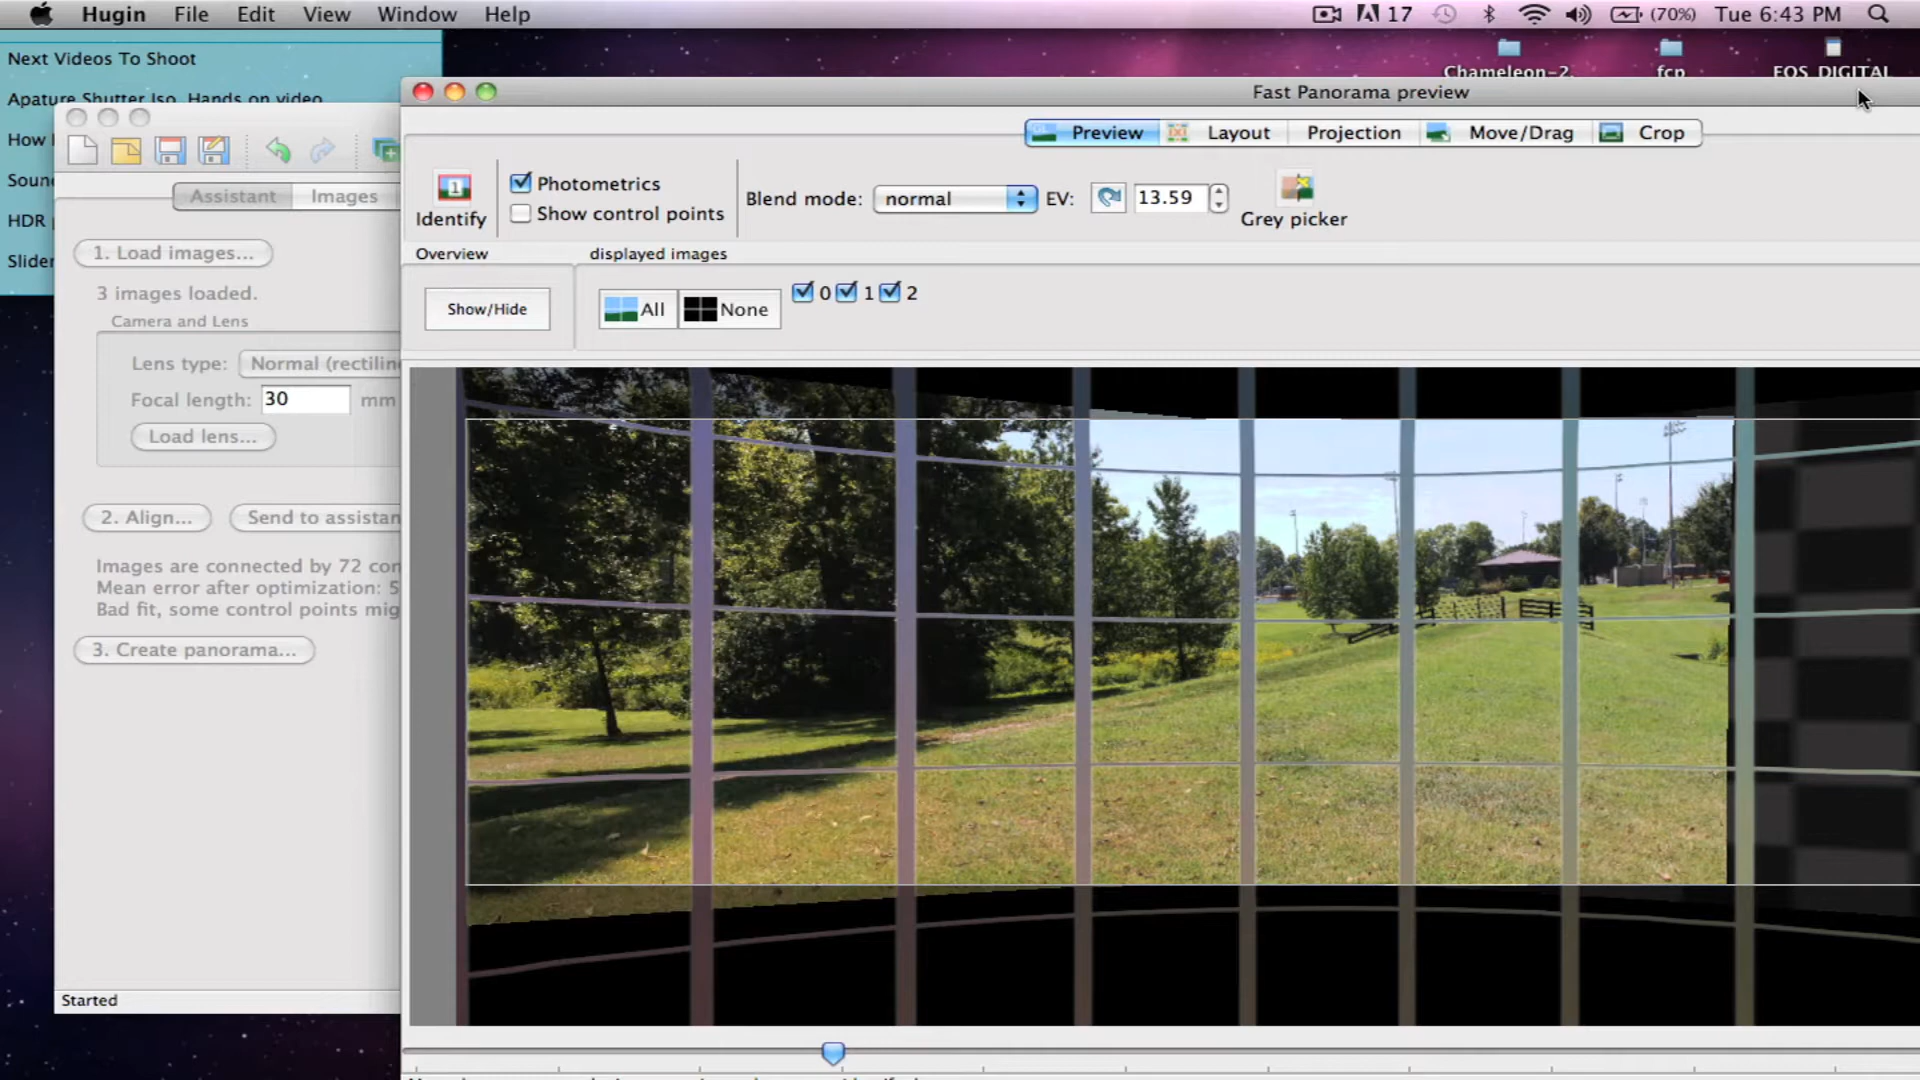 Hugin File Edit View Window Help
17 (70%) Tue 6:43 PM
Next Videos To Shoot
Apature Shutter Iso Hands on video
How
Soun
HDR
Slider
Chameleon-2.
fcp
EOS_DIGITAL
Fast Panorama preview
Preview Layout Projection Move/Drag Crop
Identify
Photometrics
Show control points
Blend mode: normal EV: 13.59
Grey picker
Overview displayed images
Show/Hide All None 0 1 2
Assistant Images
1. Load images...
3 images loaded.
Camera and Lens
Lens type: Normal (rectilin
Focal length: 30 mm
Load lens...
2. Align... Send to assistan
Images are connected by 72 con
Mean error after optimization: 5
Bad fit, some control points mig
3. Create panorama...
Started